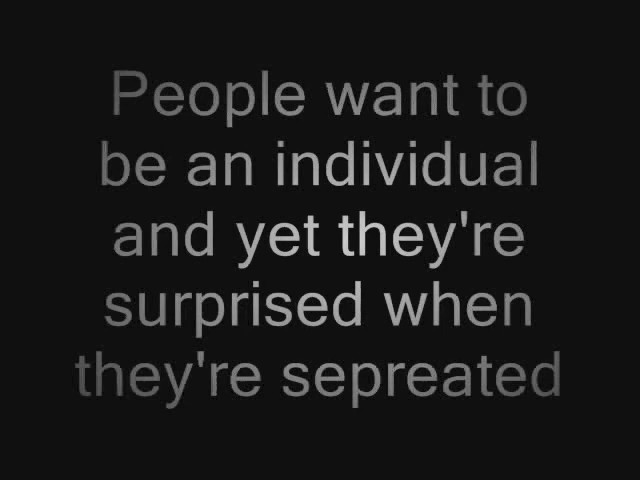 People want to
be an individual
and yet they're
surprised when
they're sepreated